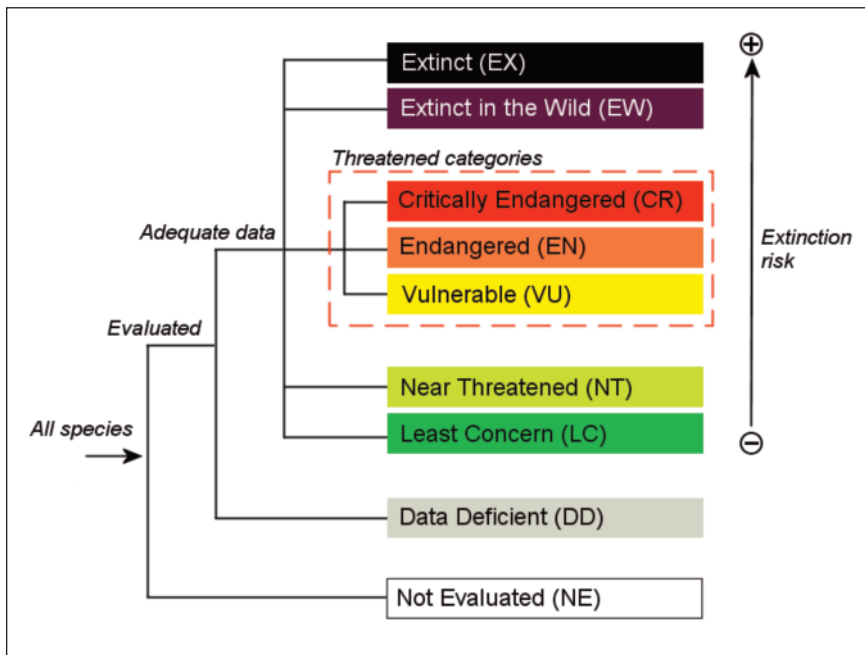 Extinct (EX)
Extinct in the Wild (EW)
Threatened categories
Critically Endangered (CR)
Adequate data
Endangered (EN)
Extinction
risk
Vulnerable (VU)
Evaluated
Near Threatened (NT)
All species
Least Concern (LC)
Data Deficient (DD)
Not Evaluated (NE)